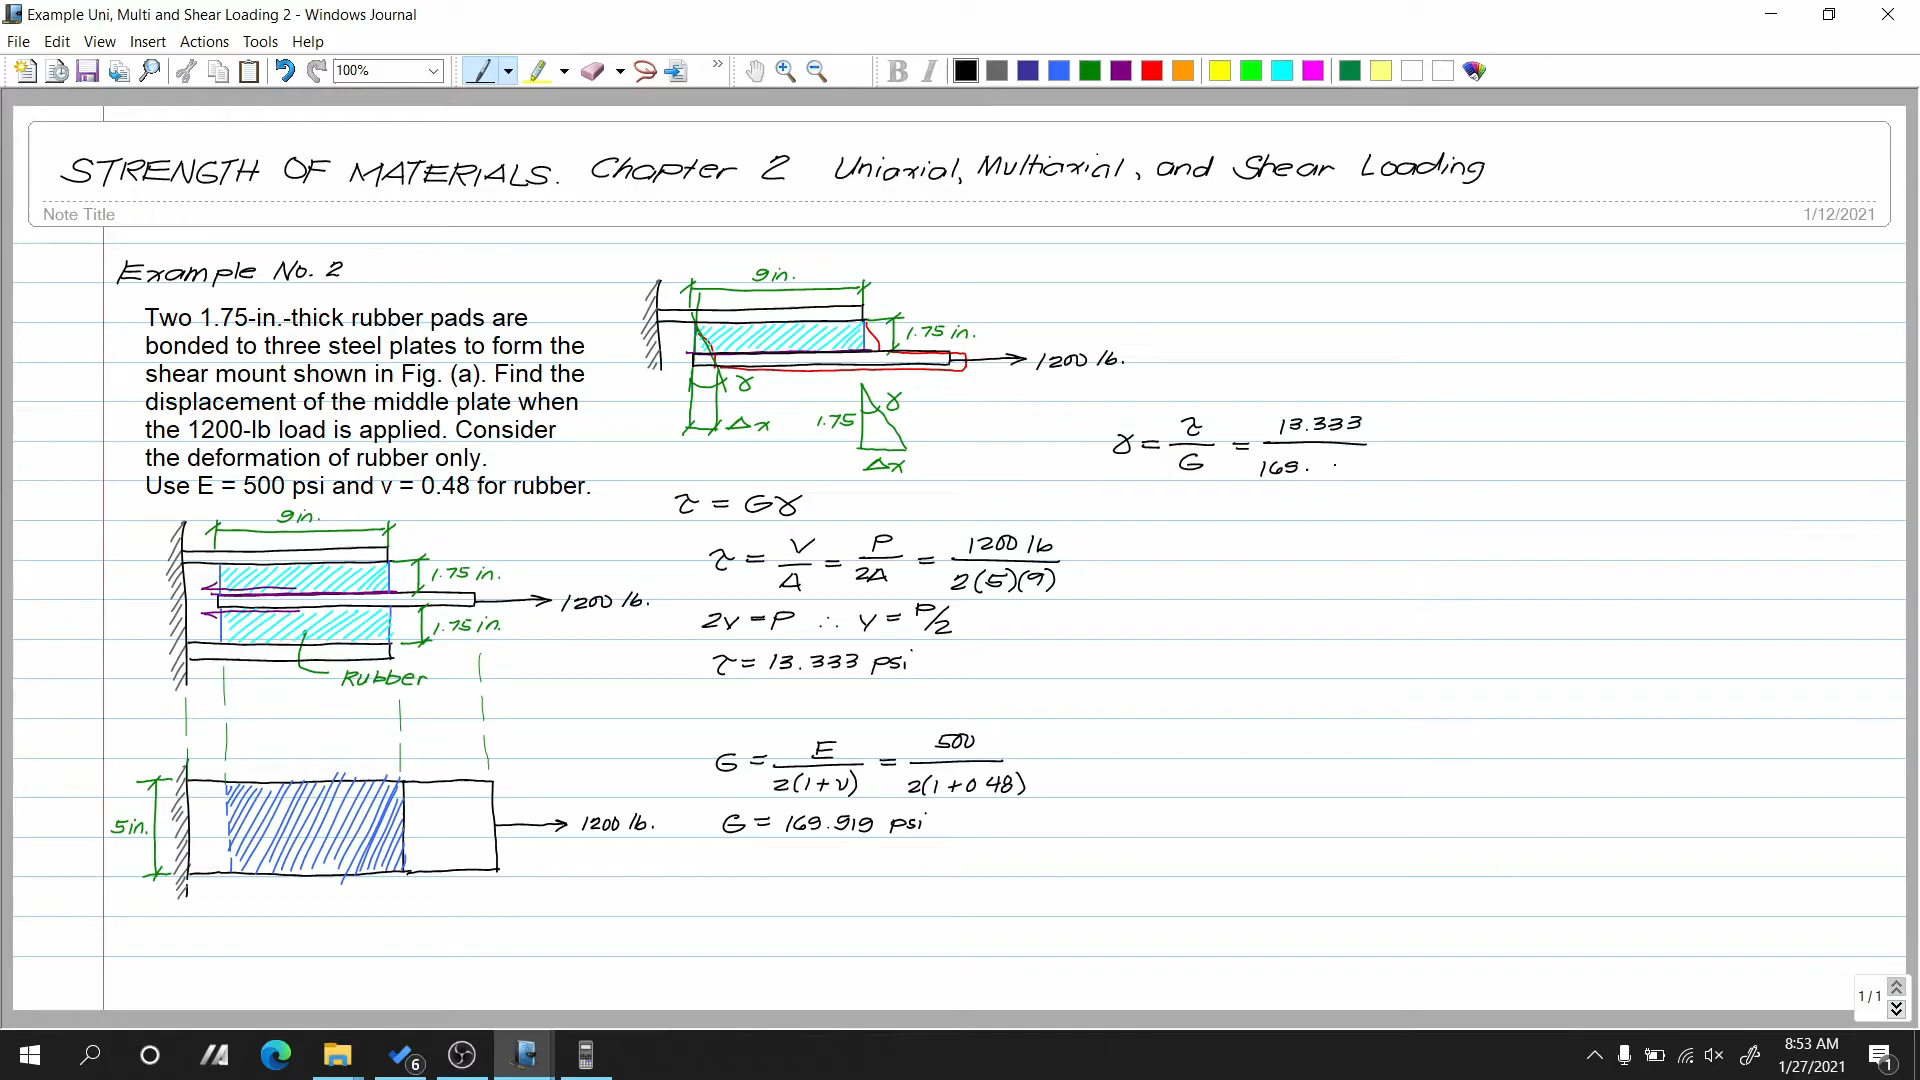 Example Uni, Multi and Shear Loading 2 - Windows Journal
File Edit View Insert Actions Tools Help
100%
B I
STRENGTH OF MATERIALS. Chapter 2 Uniaxial, Multiaxial, and Shear Loading
Note Title
1/12/2021
Example No. 2
Two 1.75-in.-thick rubber pads are
bonded to three steel plates to form the
shear mount shown in Fig. (a). Find the
displacement of the middle plate when
the 1200-lb load is applied. Consider
the deformation of rubber only.
Use E = 500 psi and ν = 0.48 for rubber.
9in.
1.75 in.
1200 lb.
1.75 in.
Rubber
5in.
1200 lb.
9in.
1.75 in.
1200 lb.
γ
Δx
1.75
γ
Δx
τ = Gγ
τ = V/A = P/2A = 1200 lb/2(5)(9)
2V = P ∴ V = P/2
τ = 13.333 psi
G = E/2(1+ν) = 500/2(1+0.48)
G = 169.919 psi
γ = τ/G = 13.333/169.
1/1
6
8:53 AM
1/27/2021
1